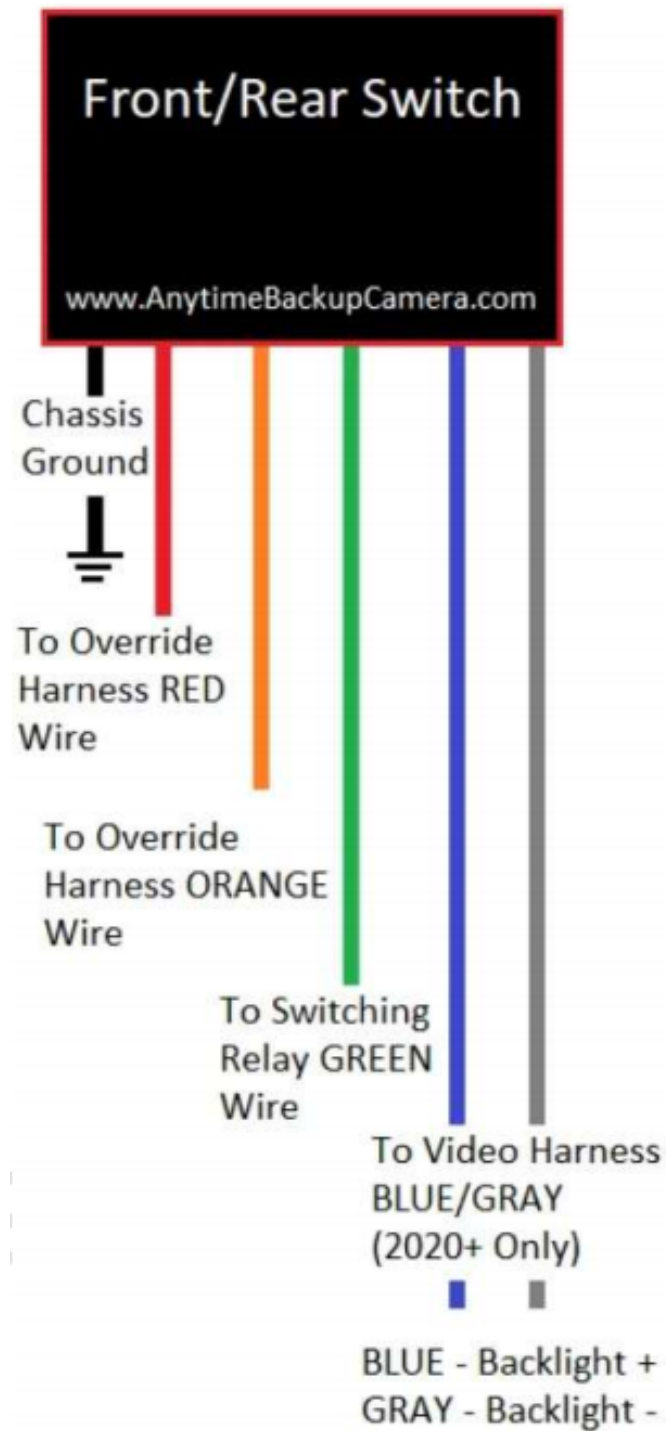 Front/Rear Switch
www.AnytimeBackupCamera.com
Chassis
Ground
To Override
Harness RED
Wire
To Override
Harness ORANGE
Wire
To Switching
Relay GREEN
Wire
To Video Harness
BLUE/GRAY
(2020+ Only)
BLUE - Backlight +
GRAY - Backlight -